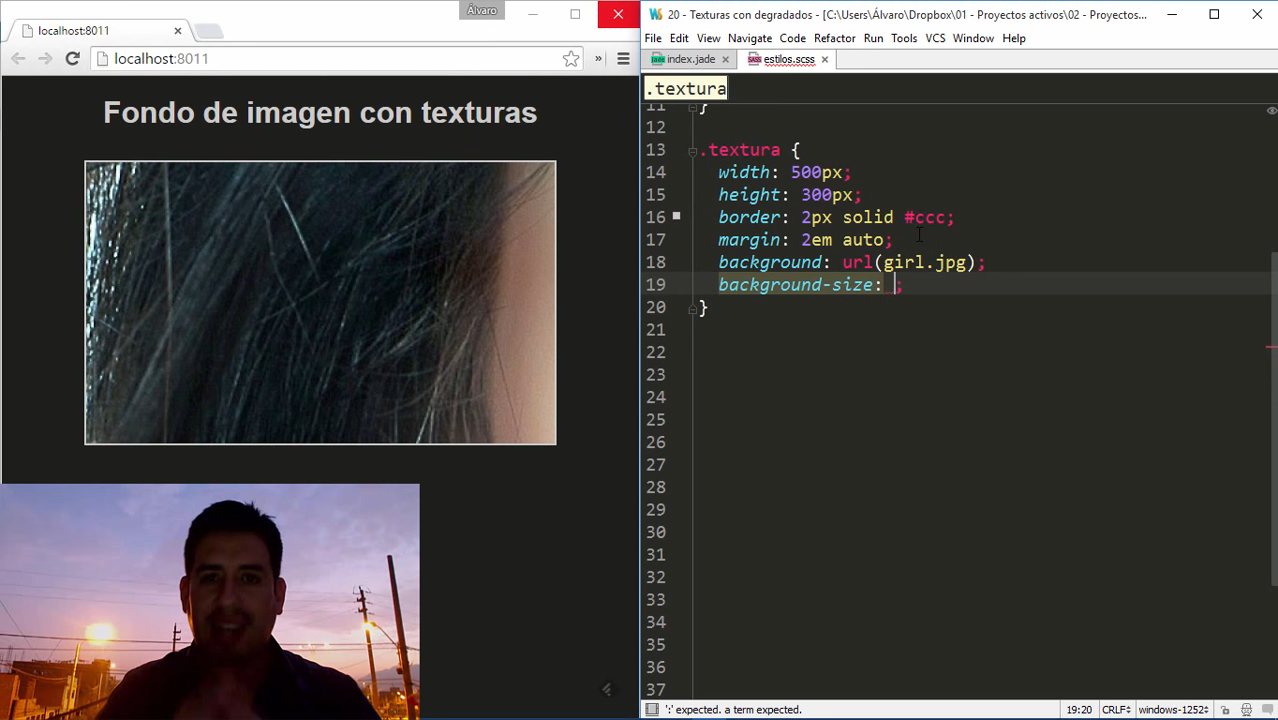 Álvaro
localhost:8011
localhost:8011
Fondo de imagen con texturas
20 - Texturas con degradados - [C:\Users\Álvaro\Dropbox\01 - Proyectos activos\02 - Proyectos...
File Edit View Navigate Code Refactor Run Tools VCS Window Help
index.jade estilos.scss
.textura
11 }
12
13 .textura {
14 width: 500px;
15 height: 300px;
16 border: 2px solid #ccc;
17 margin: 2em auto;
18 background: url(girl.jpg);
19 background-size: ;
20 }
21
22
23
24
25
26
27
28
29
30
31
32
33
34
35
36
37
':' expected. a term expected. 19:20 CRLF windows-1252